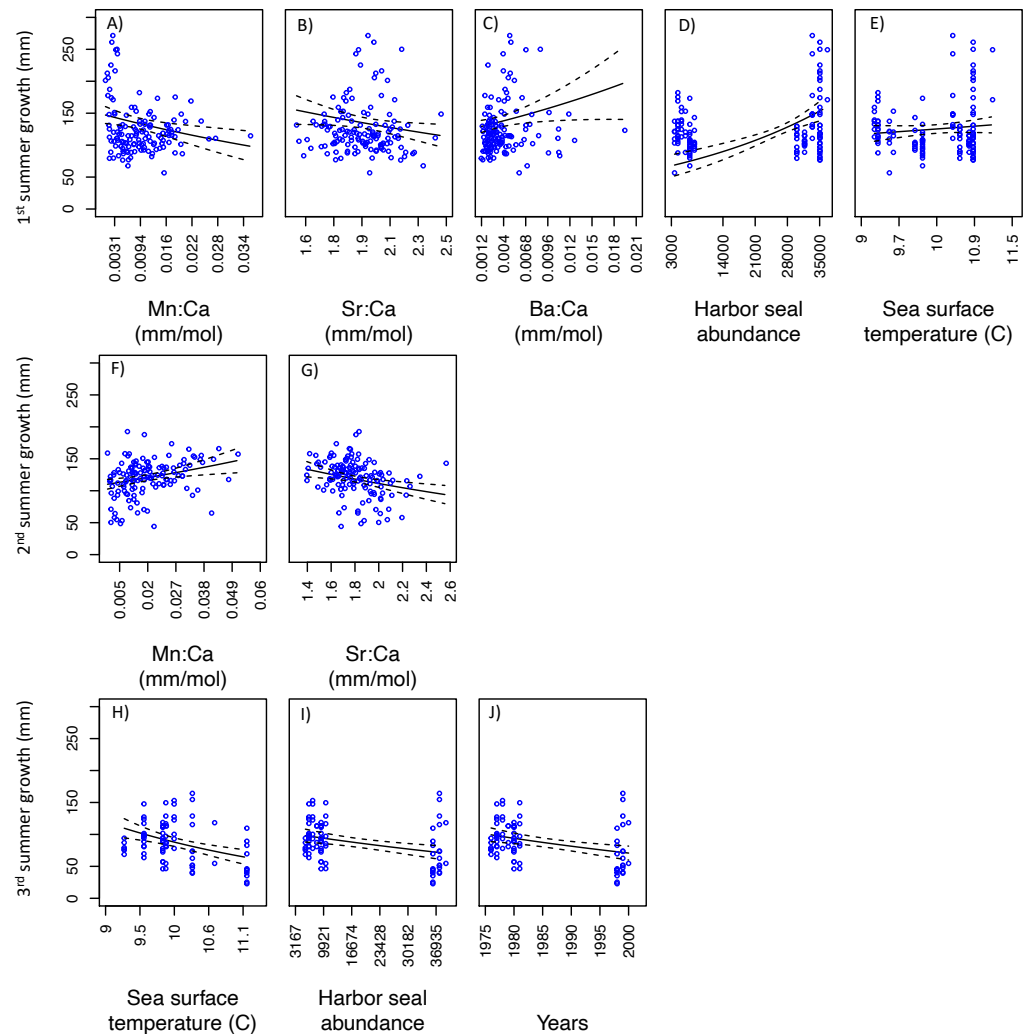 A)
B)
C)
D)
E)
1st summer growth (mm)
0 50 150 250
0.0031 0.0094 0.016 0.022 0.028 0.034
1.6 1.8 1.9 2.1 2.3 2.5
0.0012 0.004 0.0068 0.0096 0.012 0.015 0.018 0.021
3000 14000 21000 28000 35000
9 9.7 10 10.9 11.5
Mn:Ca
(mm/mol)
Sr:Ca
(mm/mol)
Ba:Ca
(mm/mol)
Harbor seal
abundance
Sea surface
temperature (C)
F)
G)
2nd summer growth (mm)
0 50 150 250
0.005 0.02 0.027 0.038 0.049 0.06
1.4 1.6 1.8 2 2.2 2.4 2.6
Mn:Ca
(mm/mol)
Sr:Ca
(mm/mol)
H)
I)
J)
3rd summer growth (mm)
0 50 150 250
9 9.5 10 10.6 11.1
3167 9921 16674 23428 30182 36935
1975 1980 1985 1990 1995 2000
Sea surface
temperature (C)
Harbor seal
abundance
Years